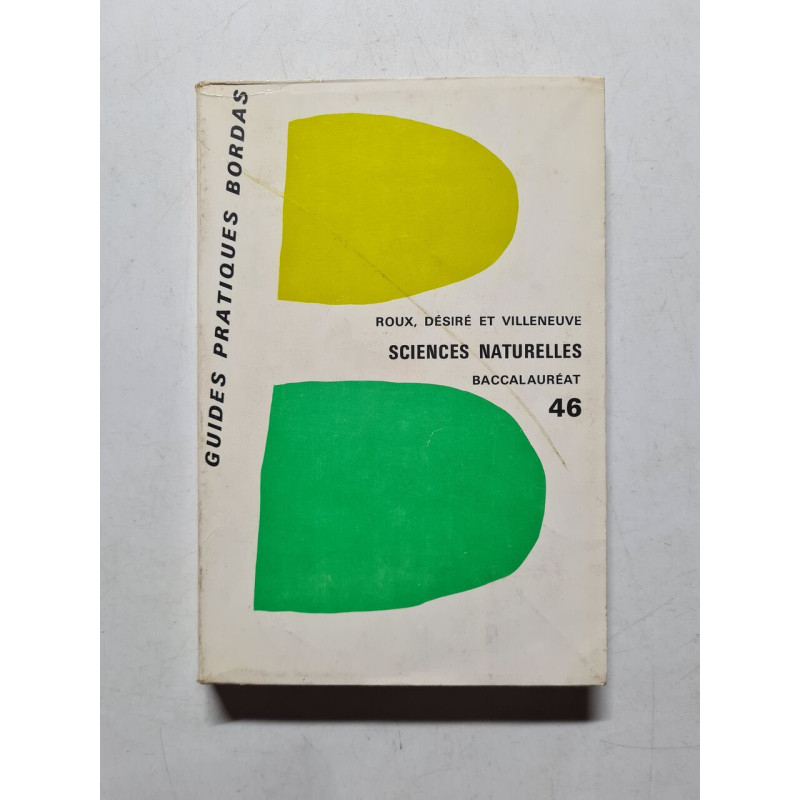 GUIDES PRATIQUES BORDAS
ROUX, DÉSIRÉ ET VILLENEUVE
SCIENCES NATURELLES
BACCALAURÉAT
46